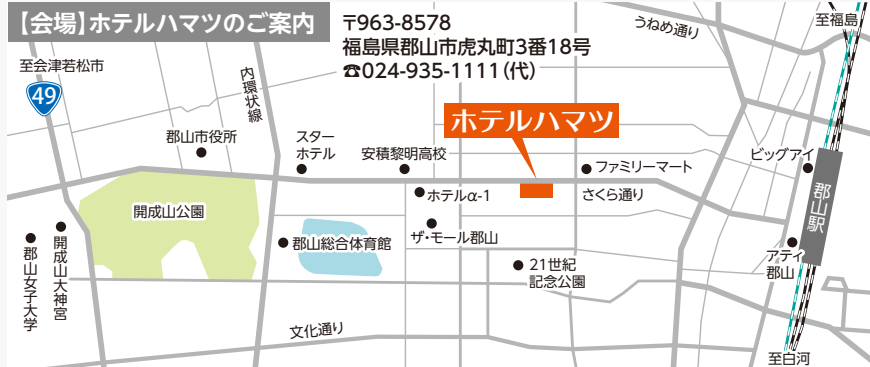 【会場】ホテルハマツのご案内
〒963-8578
福島県郡山市虎丸町3番18号
☎024-935-1111(代)
うねめ通り
至福島
至会津若松市
49
内環状線
ホテルハマツ
郡山市役所
スター
ホテル
安積黎明高校
ファミリーマート
ビッグアイ
郡山駅
開成山公園
ホテルα-1
さくら通り
郡山女子大学
開成山大神宮
郡山総合体育館
ザ・モール郡山
21世紀
記念公園
アティ
郡山
文化通り
至白河